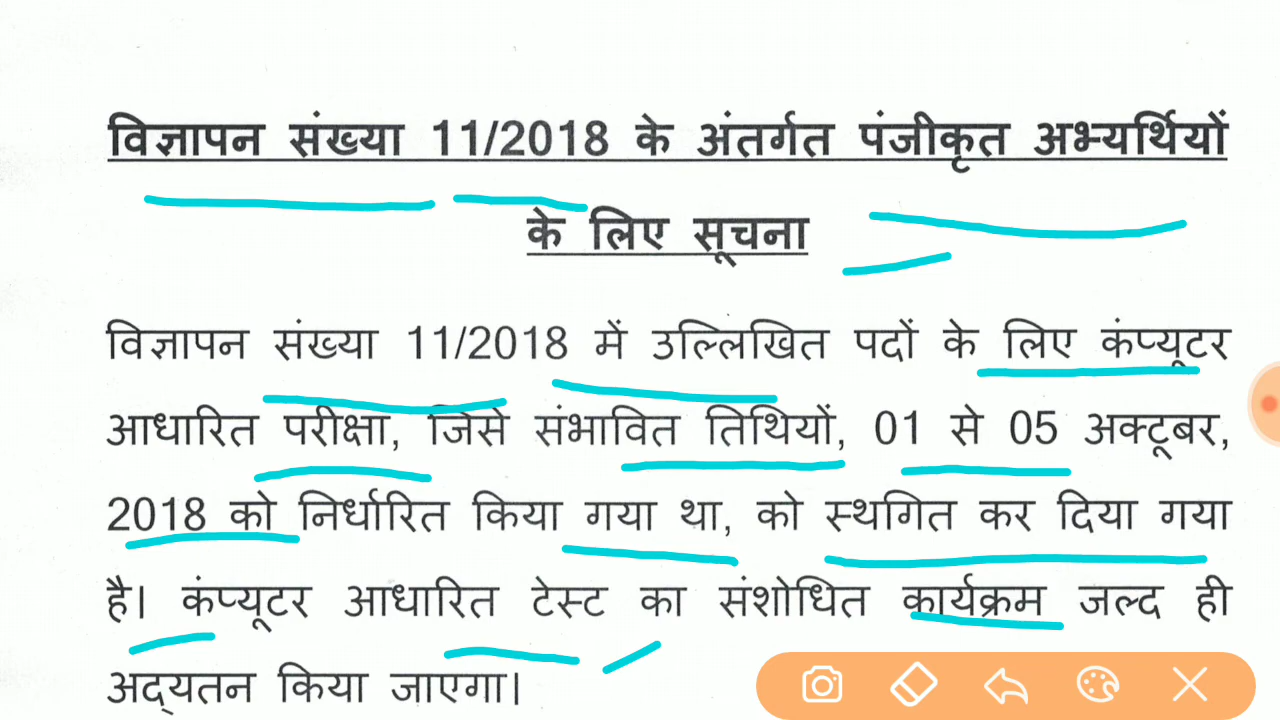 विज्ञापन संख्या 11/2018 के अंतर्गत पंजीकृत अभ्यर्थियों
के लिए सूचना
विज्ञापन संख्या 11/2018 में उल्लिखित पदों के लिए कंप्यूटर
आधारित परीक्षा, जिसे संभावित तिथियों, 01 से 05 अक्टूबर,
2018 को निर्धारित किया गया था, को स्थगित कर दिया गया
है। कंप्यूटर आधारित टेस्ट का संशोधित कार्यक्रम जल्द ही
अद्यतन किया जाएगा।